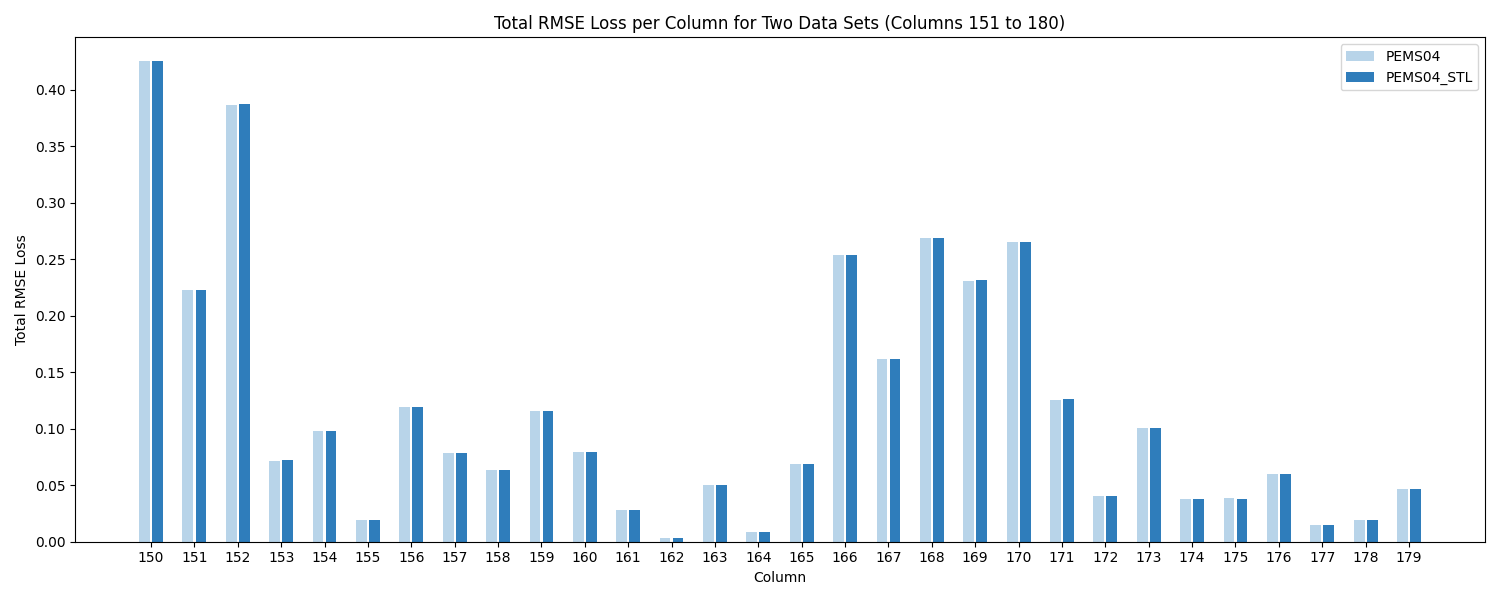 Total RMSE Loss per Column for Two Data Sets (Columns 151 to 180)
PEMS04
PEMS04_STL
Total RMSE Loss
0.40
0.35
0.30
0.25
0.20
0.15
0.10
0.05
0.00
150 151 152 153 154 155 156 157 158 159 160 161 162 163 164 165 166 167 168 169 170 171 172 173 174 175 176 177 178 179
Column